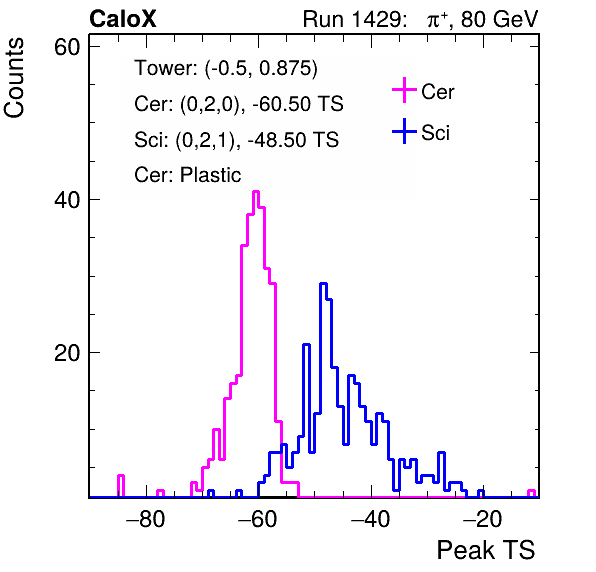 CaloX Run 1429: π⁺, 80 GeV
Counts
60
40
20
Tower: (-0.5, 0.875)
Cer: (0,2,0), -60.50 TS
Sci: (0,2,1), -48.50 TS
Cer: Plastic
Cer
Sci
−80 −60 −40 −20
Peak TS